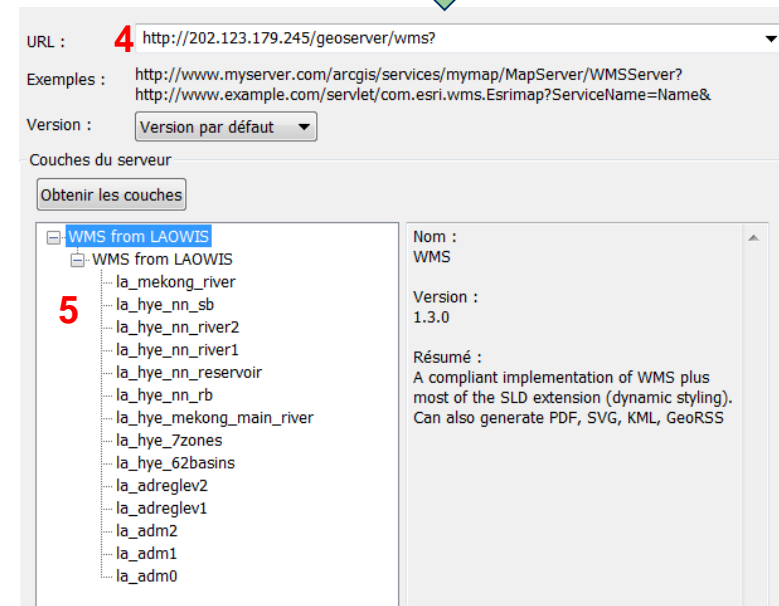 URL : 4 http://202.123.179.245/geoserver/wms?
Exemples : http://www.myserver.com/arcgis/services/mymap/MapServer/WMSServer?
http://www.example.com/servlet/com.esri.wms.Esrimap?ServiceName=Name&
Version : Version par défaut
Couches du serveur
Obtenir les couches
WMS from LAOWIS
WMS from LAOWIS
la_mekong_river
5 la_hye_nn_sb
la_hye_nn_river2
la_hye_nn_river1
la_hye_nn_reservoir
la_hye_nn_rb
la_hye_mekong_main_river
la_hye_7zones
la_hye_62basins
la_adreglev2
la_adreglev1
la_adm2
la_adm1
la_adm0
Nom :
WMS
Version :
1.3.0
Résumé :
A compliant implementation of WMS plus
most of the SLD extension (dynamic styling).
Can also generate PDF, SVG, KML, GeoRSS